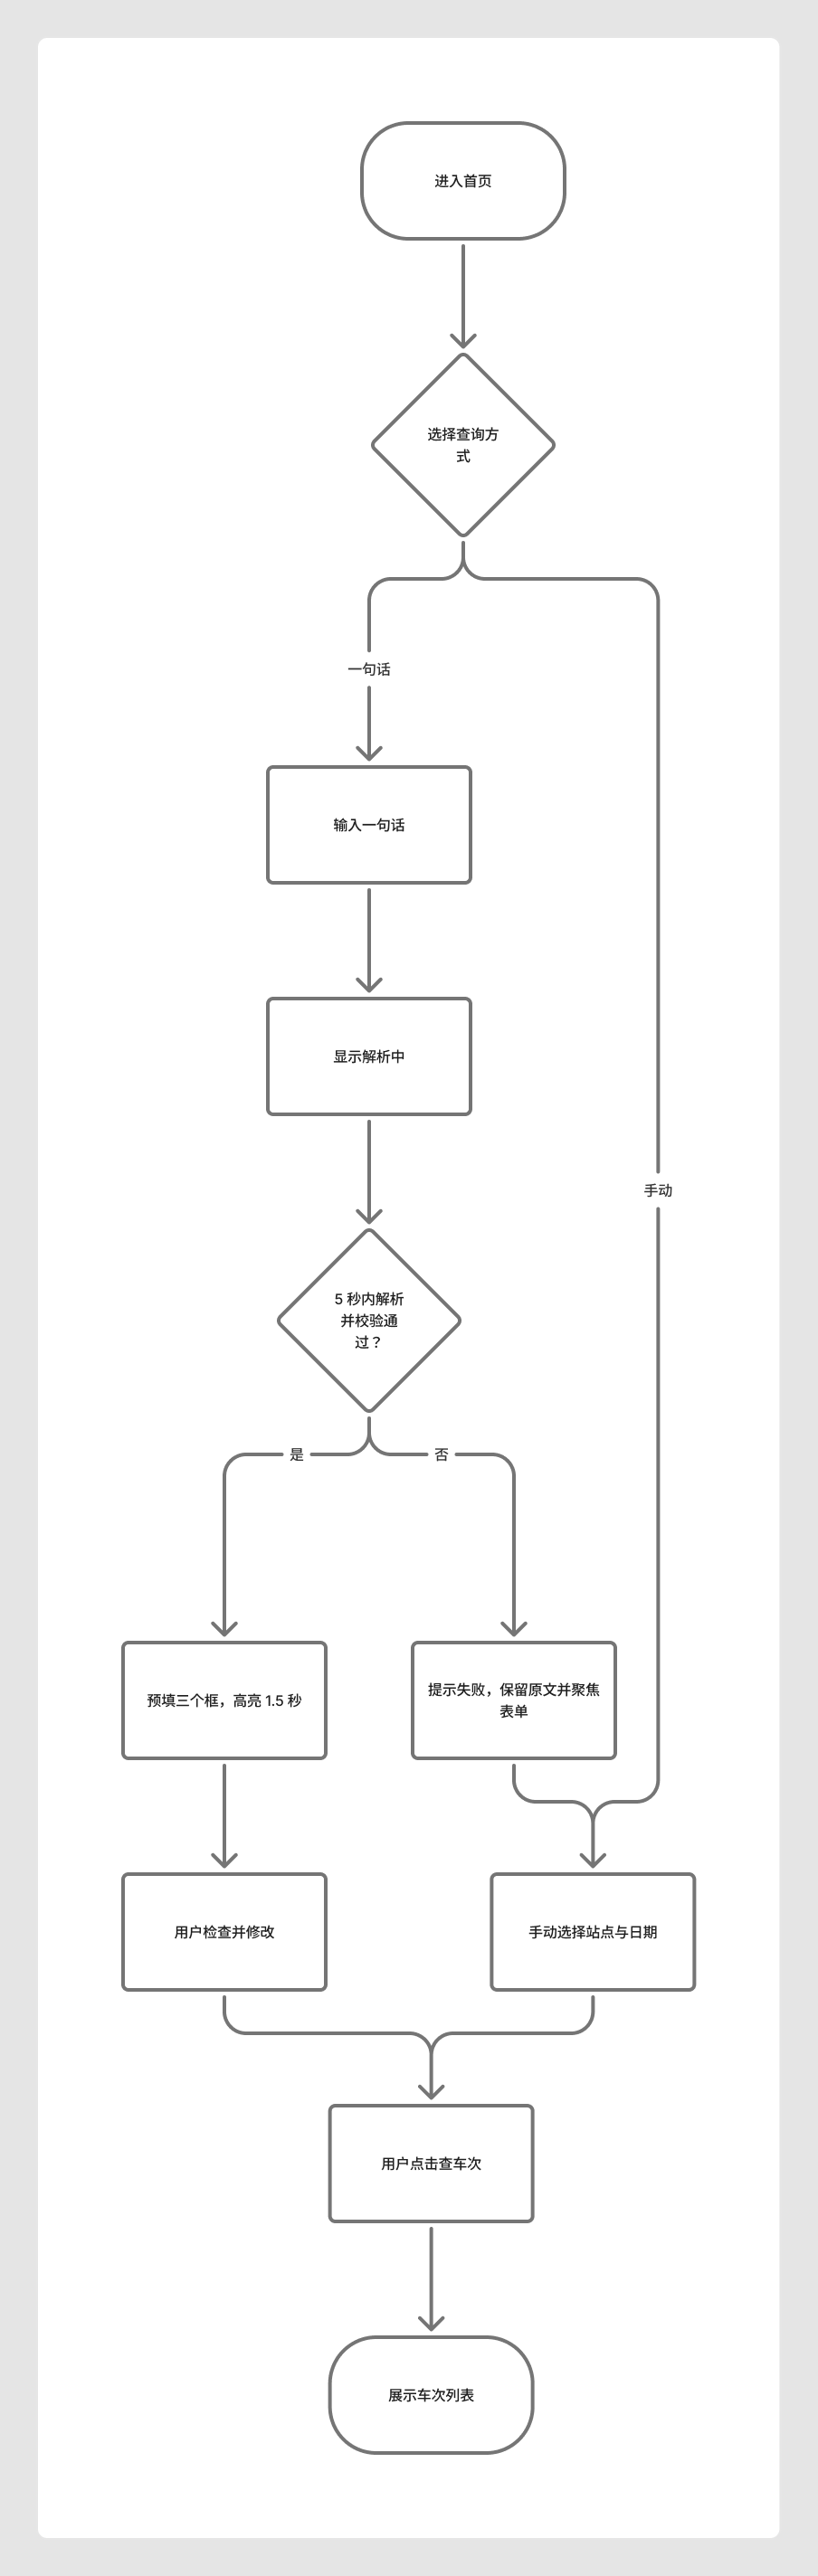 进入首页
选择查询方
式
一句话
输入一句话
显示解析中
手动
5 秒内解析
并校验通
过？
是
否
预填三个框，高亮 1.5 秒
提示失败，保留原文并聚焦
表单
用户检查并修改
手动选择站点与日期
用户点击查车次
展示车次列表